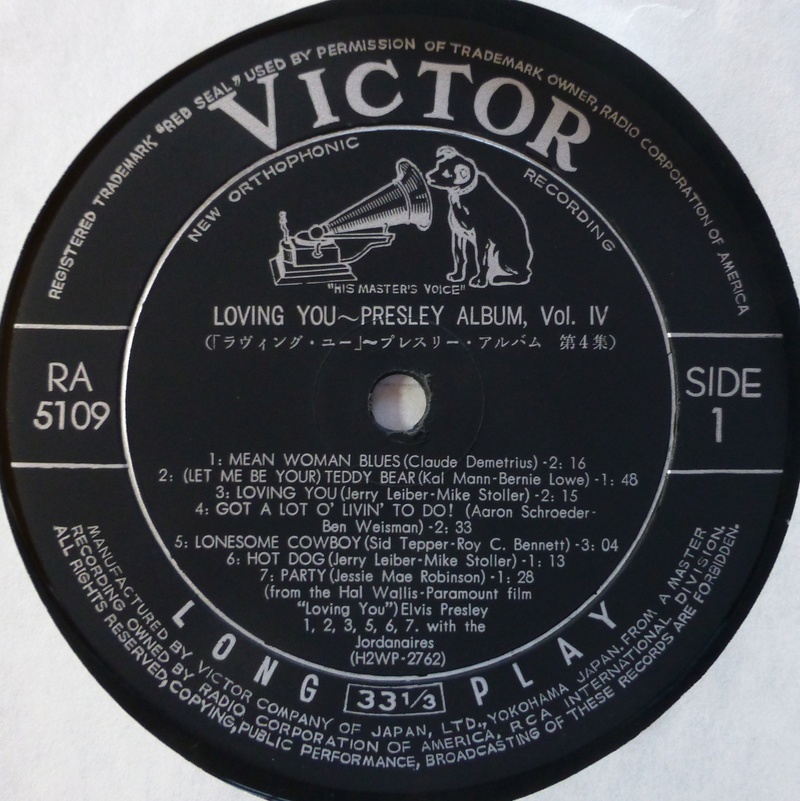 REGISTERED TRADEMARK "RED SEAL" USED BY PERMISSION OF TRADEMARK OWNER, RADIO CORPORATION OF AMERICA
VICTOR
NEW ORTHOPHONIC RECORDING
"HIS MASTER'S VOICE"
LOVING YOU~PRESLEY ALBUM, Vol. IV
(「ラヴィング・ユー」~プレスリー・アルバム 第4集)
RA
5109
SIDE
1
1: MEAN WOMAN BLUES (Claude Demetrius) -2: 16
2: (LET ME BE YOUR) TEDDY BEAR (Kal Mann-Bernie Lowe) -1: 48
3: LOVING YOU (Jerry Leiber-Mike Stoller) -2: 15
4: GOT A LOT O' LIVIN' TO DO! (Aaron Schroeder-
Ben Weisman) -2: 33
5: LONESOME COWBOY (Sid Tepper-Roy C. Bennett) -3: 04
6: HOT DOG (Jerry Leiber-Mike Stoller) -1: 13
7: PARTY (Jessie Mae Robinson) -1: 28
(from the Hal Wallis-Paramount film
"Loving You") Elvis Presley
1, 2, 3, 5, 6, 7. with the
Jordanaires
(H2WP-2762)
LONG 33 1/3 PLAY
MANUFACTURED BY VICTOR COMPANY OF JAPAN, LTD., YOKOHAMA JAPAN. FROM A MASTER
RECORDING OWNED BY RADIO CORPORATION OF AMERICA. RCA INTERNATIONAL DIVISION.
ALL RIGHTS RESERVED, COPYING, PUBLIC PERFORMANCE, BROADCASTING OF THESE RECORDS ARE FORBIDDEN.